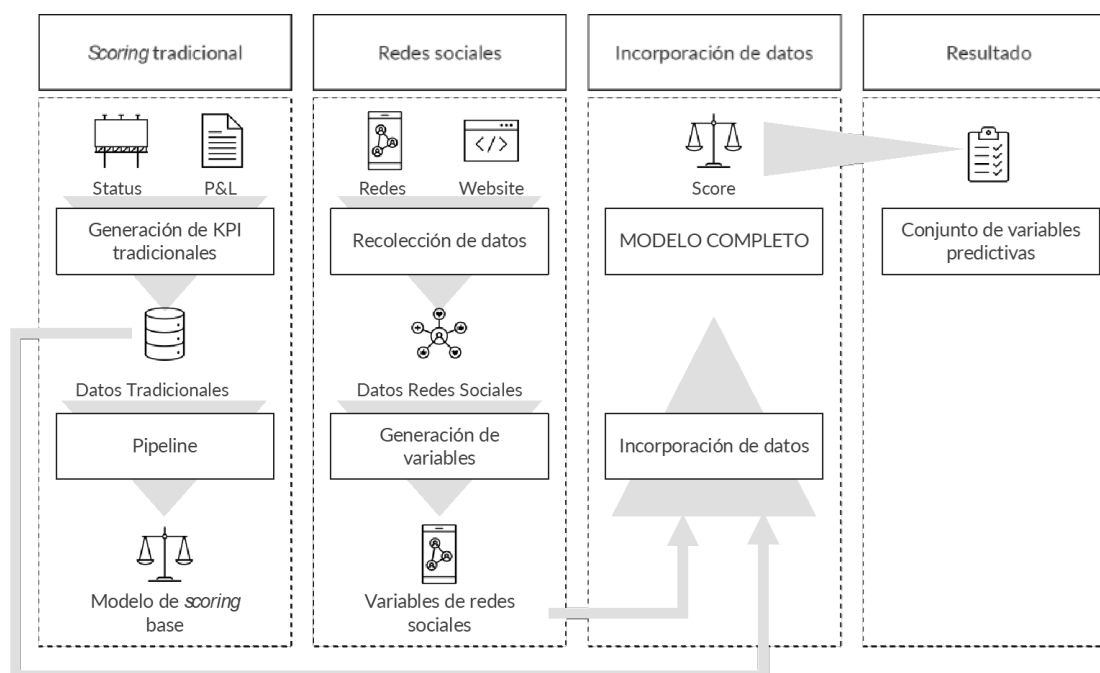 Scoring tradicional
Redes sociales
Incorporación de datos
Resultado
Status
P&L
Generación de KPI
tradicionales
Datos Tradicionales
Pipeline
Modelo de scoring
base
Redes
Website
Recolección de datos
Datos Redes Sociales
Generación de
variables
Variables de redes
sociales
Score
MODELO COMPLETO
Incorporación de datos
Conjunto de variables
predictivas